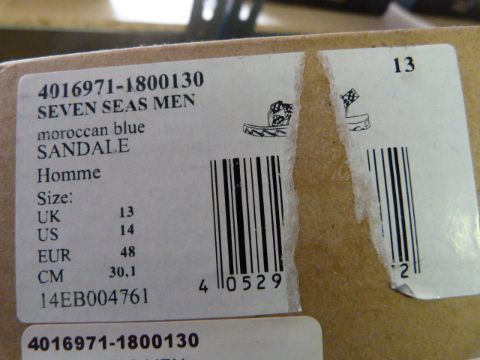 4016971-1800130
13
SEVEN SEAS MEN
moroccan blue
SANDALE
Homme
Size:
UK 13
US 14
EUR 48
CM 30,1
4 0529
2
14EB004761
4016971-1800130